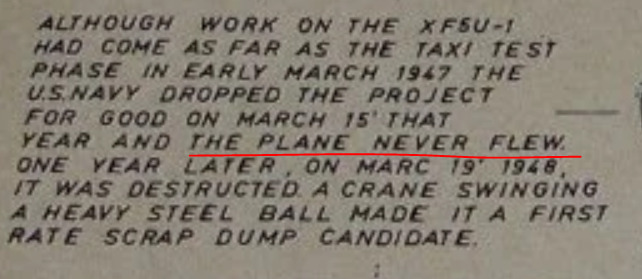 ALTHOUGH WORK ON THE XF5U-1
HAD COME AS FAR AS THE TAXI TEST
PHASE IN EARLY MARCH 1947 THE
U.S.NAVY DROPPED THE PROJECT
FOR GOOD ON MARCH 15' THAT
YEAR AND THE PLANE NEVER FLEW.
ONE YEAR LATER, ON MARC 19' 1948,
IT WAS DESTRUCTED. A CRANE SWINGING
A HEAVY STEEL BALL MADE IT A FIRST
RATE SCRAP DUMP CANDIDATE.